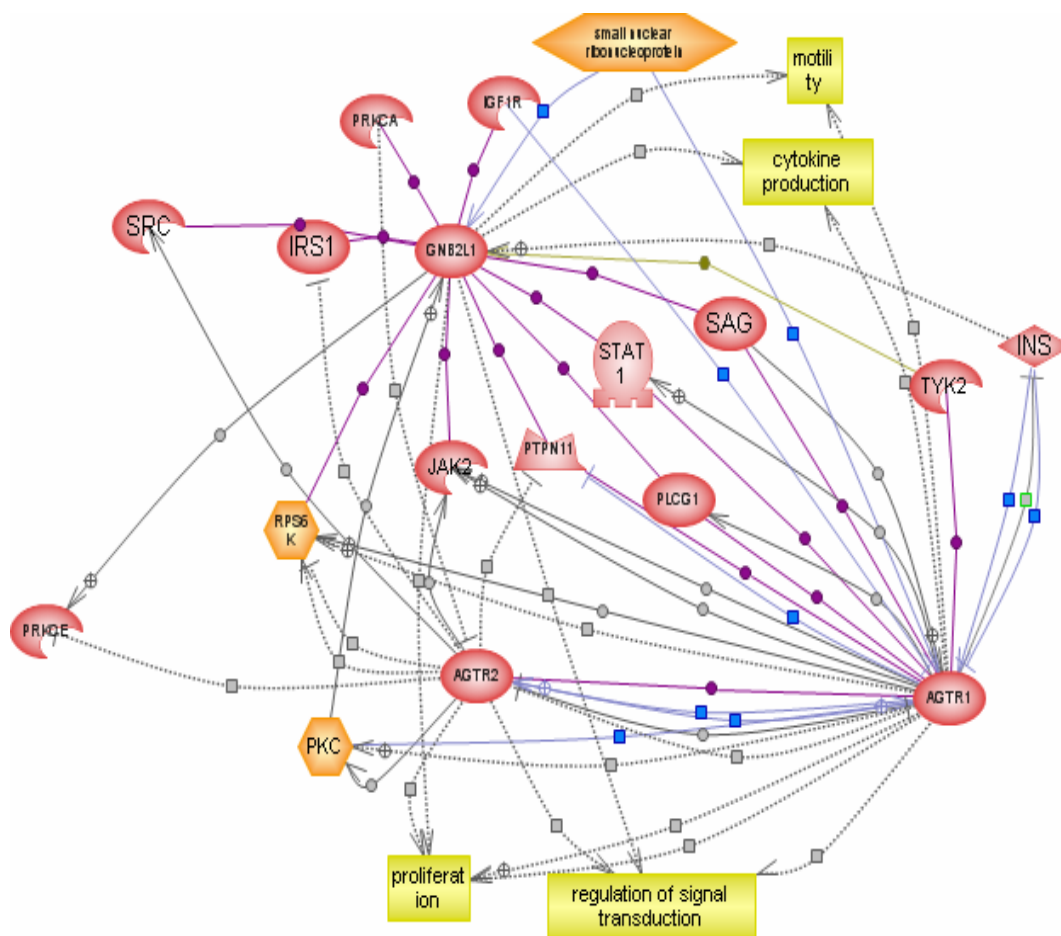 small nuclear
ribonucleoprotein
motili
ty
IGF1R
PRKCA
cytokine
production
SRC
IRS1
GNB2L1
SAG
STAT
1
INS
TYK2
PTPN11
JAK2
PLCG1
RPS6
K
PRKCE
AGTR2
AGTR1
PKC
proliferat
ion
regulation of signal
transduction